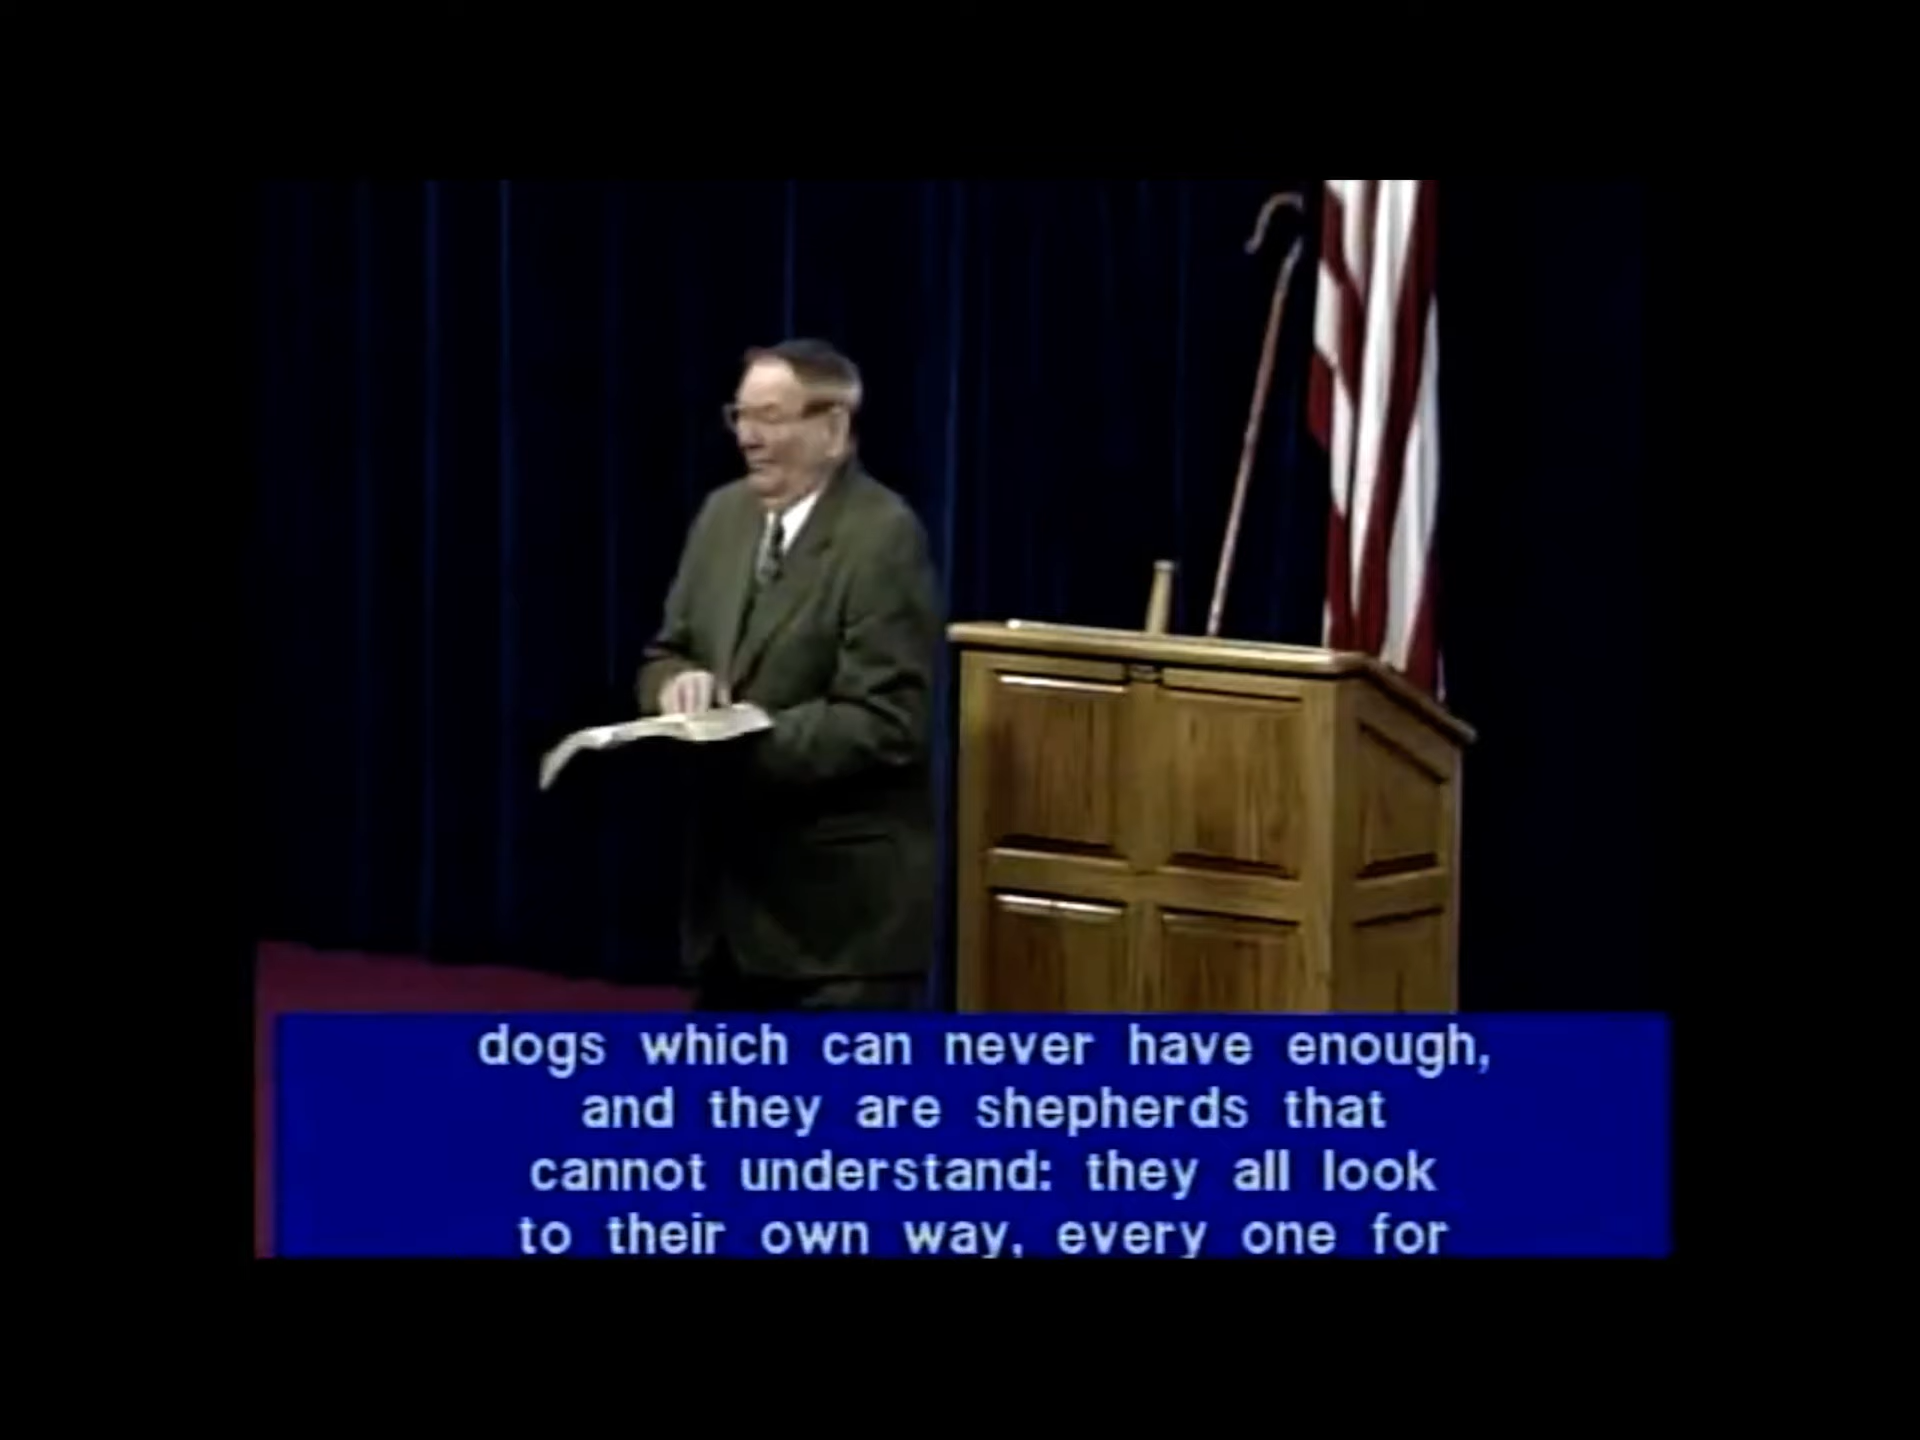 dogs which can never have enough,
and they are shepherds that
cannot understand: they all look
to their own way, every one for